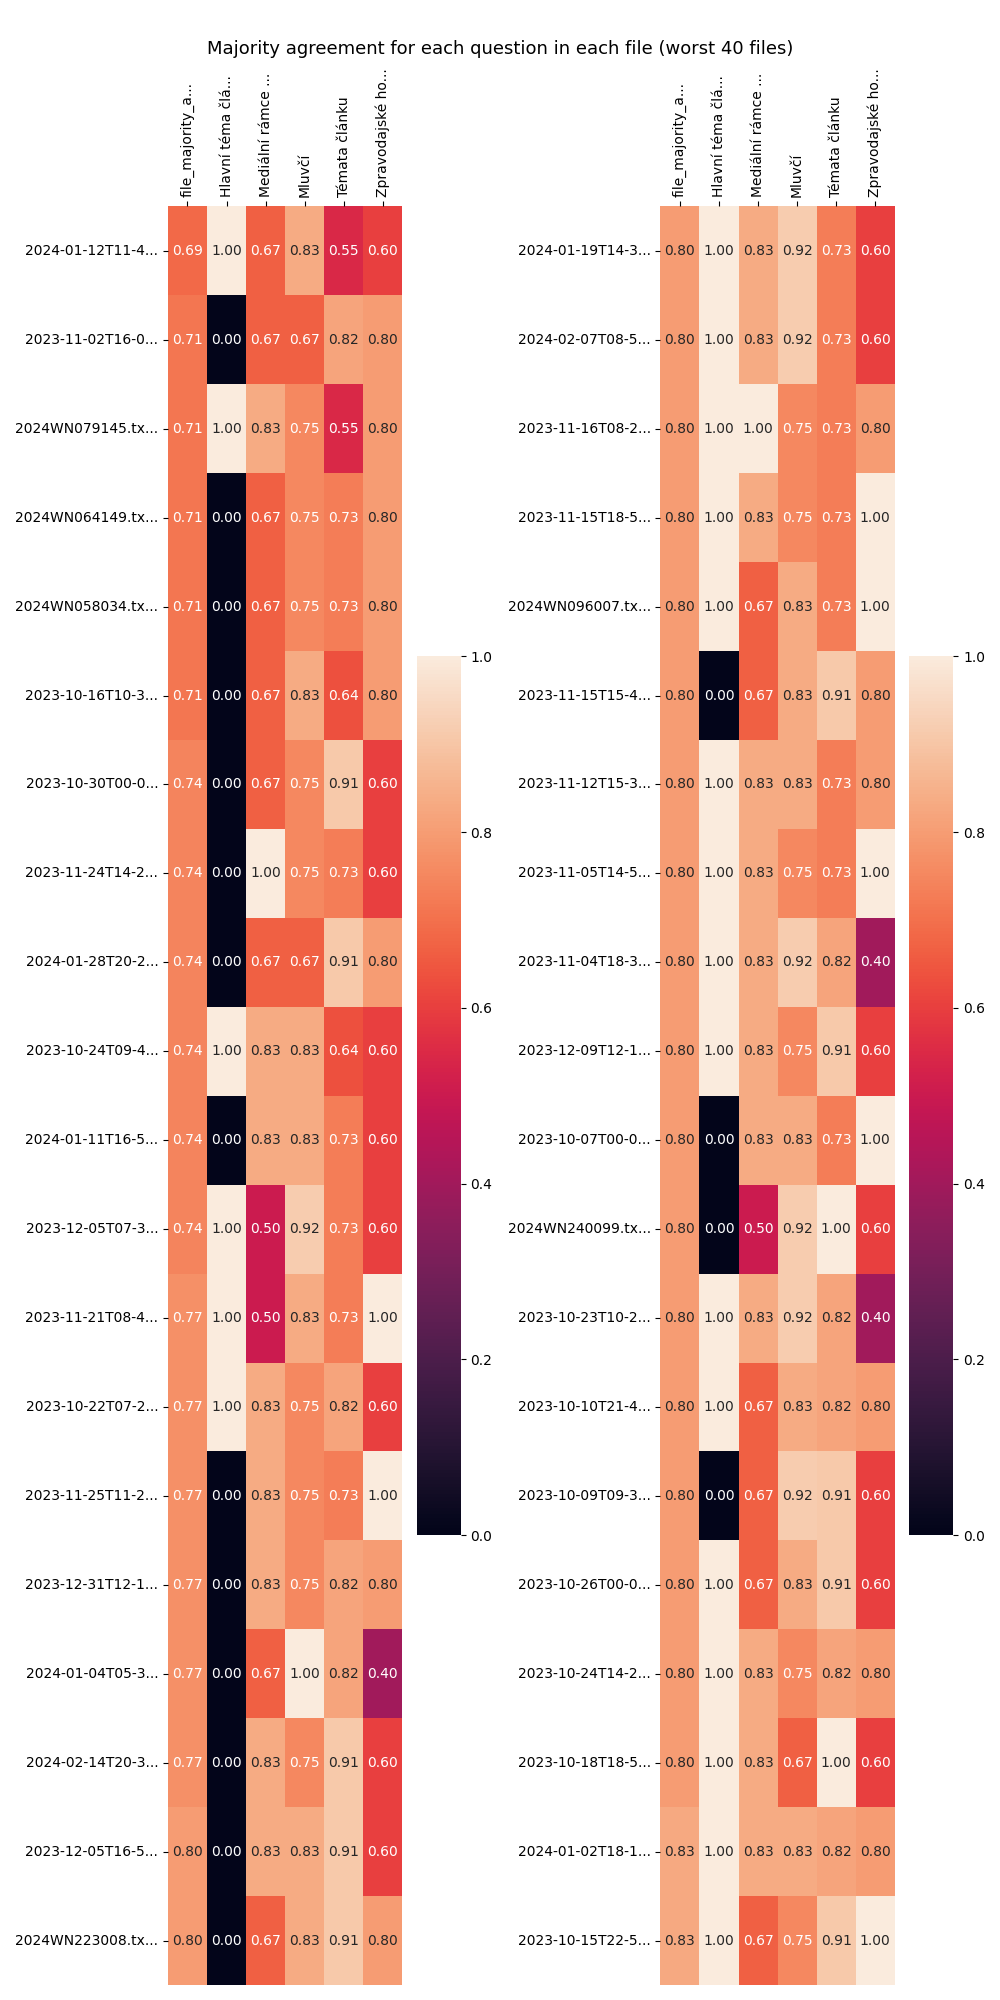 Majority agreement for each question in each file (worst 40 files)
file_majority_a... Hlavní téma člá... Mediální rámce ... Mluvčí Témata článku Zpravodajské ho...
2024-01-12T11-4... 0.69 1.00 0.67 0.83 0.55 0.60
2023-11-02T16-0... 0.71 0.00 0.67 0.67 0.82 0.80
2024WN079145.tx... 0.71 1.00 0.83 0.75 0.55 0.80
2024WN064149.tx... 0.71 0.00 0.67 0.75 0.73 0.80
2024WN058034.tx... 0.71 0.00 0.67 0.75 0.73 0.80
2023-10-16T10-3... 0.71 0.00 0.67 0.83 0.64 0.80
2023-10-30T00-0... 0.74 0.00 0.67 0.75 0.91 0.60
2023-11-24T14-2... 0.74 0.00 1.00 0.75 0.73 0.60
2024-01-28T20-2... 0.74 0.00 0.67 0.67 0.91 0.80
2023-10-24T09-4... 0.74 1.00 0.83 0.83 0.64 0.60
2024-01-11T16-5... 0.74 0.00 0.83 0.83 0.73 0.60
2023-12-05T07-3... 0.74 1.00 0.50 0.92 0.73 0.60
2023-11-21T08-4... 0.77 1.00 0.50 0.83 0.73 1.00
2023-10-22T07-2... 0.77 1.00 0.83 0.75 0.82 0.60
2023-11-25T11-2... 0.77 0.00 0.83 0.75 0.73 1.00
2023-12-31T12-1... 0.77 0.00 0.83 0.75 0.82 0.80
2024-01-04T05-3... 0.77 0.00 0.67 1.00 0.82 0.40
2024-02-14T20-3... 0.77 0.00 0.83 0.75 0.91 0.60
2023-12-05T16-5... 0.80 0.00 0.83 0.83 0.91 0.60
2024WN223008.tx... 0.80 0.00 0.67 0.83 0.91 0.80
1.0
0.8
0.6
0.4
0.2
0.0
file_majority_a... Hlavní téma člá... Mediální rámce ... Mluvčí Témata článku Zpravodajské ho...
2024-01-19T14-3... 0.80 1.00 0.83 0.92 0.73 0.60
2024-02-07T08-5... 0.80 1.00 0.83 0.92 0.73 0.60
2023-11-16T08-2... 0.80 1.00 1.00 0.75 0.73 0.80
2023-11-15T18-5... 0.80 1.00 0.83 0.75 0.73 1.00
2024WN096007.tx... 0.80 1.00 0.67 0.83 0.73 1.00
2023-11-15T15-4... 0.80 0.00 0.67 0.83 0.91 0.80
2023-11-12T15-3... 0.80 1.00 0.83 0.83 0.73 0.80
2023-11-05T14-5... 0.80 1.00 0.83 0.75 0.73 1.00
2023-11-04T18-3... 0.80 1.00 0.83 0.92 0.82 0.40
2023-12-09T12-1... 0.80 1.00 0.83 0.75 0.91 0.60
2023-10-07T00-0... 0.80 0.00 0.83 0.83 0.73 1.00
2024WN240099.tx... 0.80 0.00 0.50 0.92 1.00 0.60
2023-10-23T10-2... 0.80 1.00 0.83 0.92 0.82 0.40
2023-10-10T21-4... 0.80 1.00 0.67 0.83 0.82 0.80
2023-10-09T09-3... 0.80 0.00 0.67 0.92 0.91 0.60
2023-10-26T00-0... 0.80 1.00 0.67 0.83 0.91 0.60
2023-10-24T14-2... 0.80 1.00 0.83 0.75 0.82 0.80
2023-10-18T18-5... 0.80 1.00 0.83 0.67 1.00 0.60
2024-01-02T18-1... 0.83 1.00 0.83 0.83 0.82 0.80
2023-10-15T22-5... 0.83 1.00 0.67 0.75 0.91 1.00
1.0
0.8
0.6
0.4
0.2
0.0